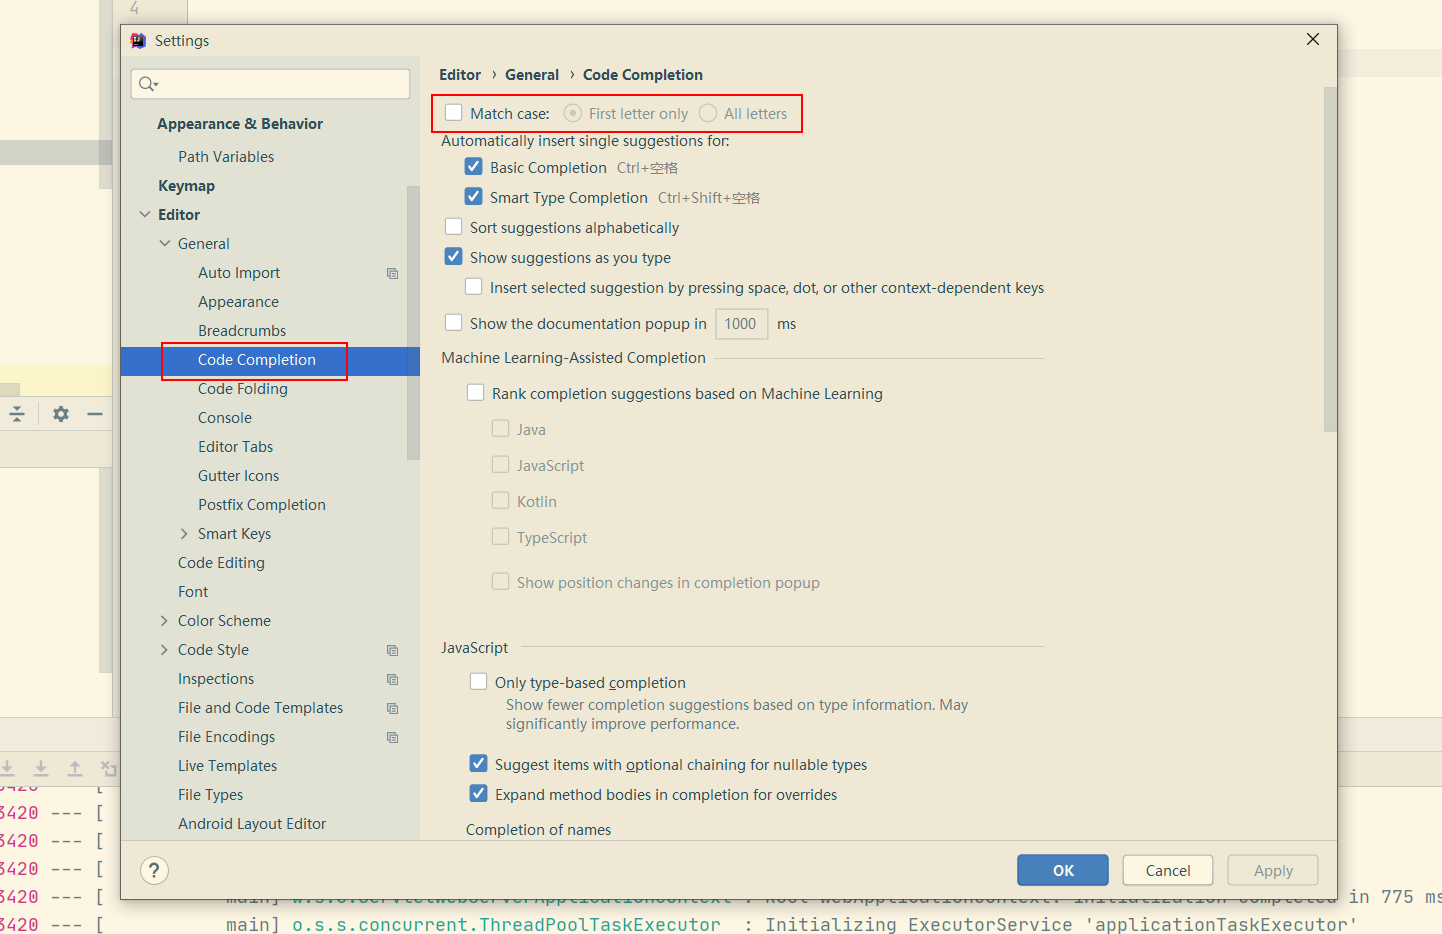 4
Settings
Appearance & Behavior
Path Variables
Keymap
Editor
General
Auto Import
Appearance
Breadcrumbs
Code Completion
Code Folding
Console
Editor Tabs
Gutter Icons
Postfix Completion
Smart Keys
Code Editing
Font
Color Scheme
Code Style
Inspections
File and Code Templates
File Encodings
Live Templates
File Types
Android Layout Editor
Editor › General › Code Completion
Match case: First letter only All letters
Automatically insert single suggestions for:
Basic Completion Ctrl+空格
Smart Type Completion Ctrl+Shift+空格
Sort suggestions alphabetically
Show suggestions as you type
Insert selected suggestion by pressing space, dot, or other context-dependent keys
Show the documentation popup in 1000 ms
Machine Learning-Assisted Completion
Rank completion suggestions based on Machine Learning
Java
JavaScript
Kotlin
TypeScript
Show position changes in completion popup
JavaScript
Only type-based completion
Show fewer completion suggestions based on type information. May
significantly improve performance.
Suggest items with optional chaining for nullable types
Expand method bodies in completion for overrides
Completion of names
? OK Cancel Apply
3420 --- [
3420 --- [
3420 --- [
3420 --- [
3420 --- [ main] w.s.c.ServletWebServerApplicationContext : Root WebApplicationContext: initialization completed in 775 ms
3420 --- [ main] o.s.s.concurrent.ThreadPoolTaskExecutor : Initializing ExecutorService 'applicationTaskExecutor'